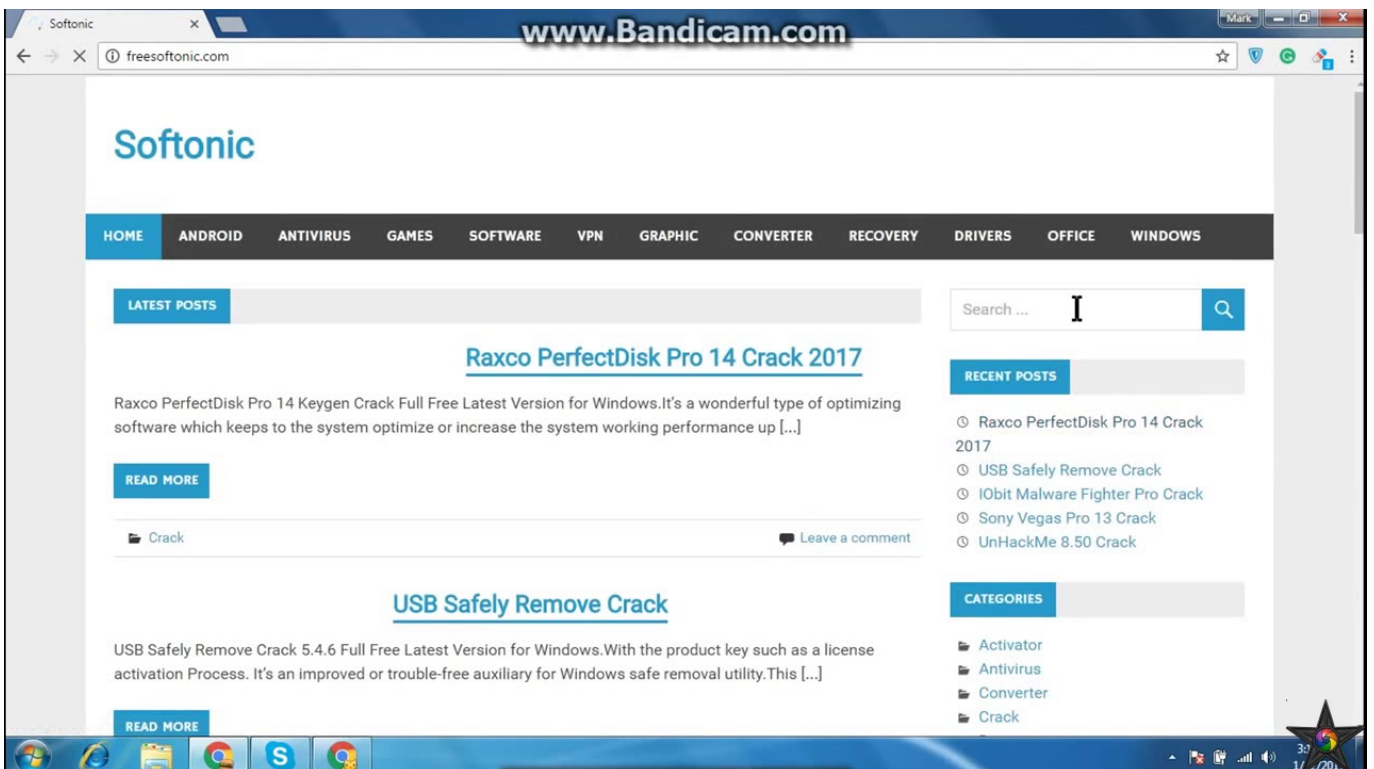 www.Bandicam.com
Softonic
Mark
freesoftonic.com
Softonic
HOME ANDROID ANTIVIRUS GAMES SOFTWARE VPN GRAPHIC CONVERTER RECOVERY DRIVERS OFFICE WINDOWS
LATEST POSTS
Raxco PerfectDisk Pro 14 Crack 2017
Raxco PerfectDisk Pro 14 Keygen Crack Full Free Latest Version for Windows.It's a wonderful type of optimizing
software which keeps to the system optimize or increase the system working performance up [...]
READ MORE
Crack
Leave a comment
USB Safely Remove Crack
USB Safely Remove Crack 5.4.6 Full Free Latest Version for Windows.With the product key such as a license
activation Process. It's an improved or trouble-free auxiliary for Windows safe removal utility.This [...]
READ MORE
Search ...
RECENT POSTS
Raxco PerfectDisk Pro 14 Crack
2017
USB Safely Remove Crack
IObit Malware Fighter Pro Crack
Sony Vegas Pro 13 Crack
UnHackMe 8.50 Crack
CATEGORIES
Activator
Antivirus
Converter
Crack